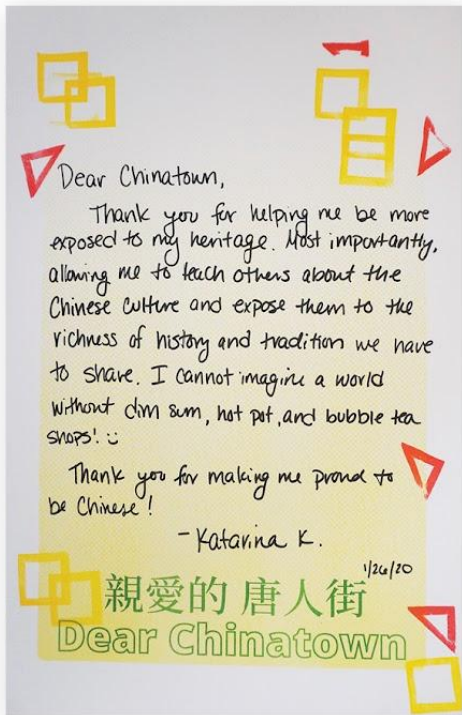 Dear Chinatown,
Thank you for helping me be more
exposed to my heritage. Most importantly,
allowing me to teach others about the
Chinese culture and expose them to the
richness of history and tradition we have
to share. I cannot imagine a world
without dim sum, hot pot, and bubble tea
shops! :)
Thank you for making me proud to
be Chinese!
- Katarina K.
1/26/20
親愛的 唐人街
Dear Chinatown